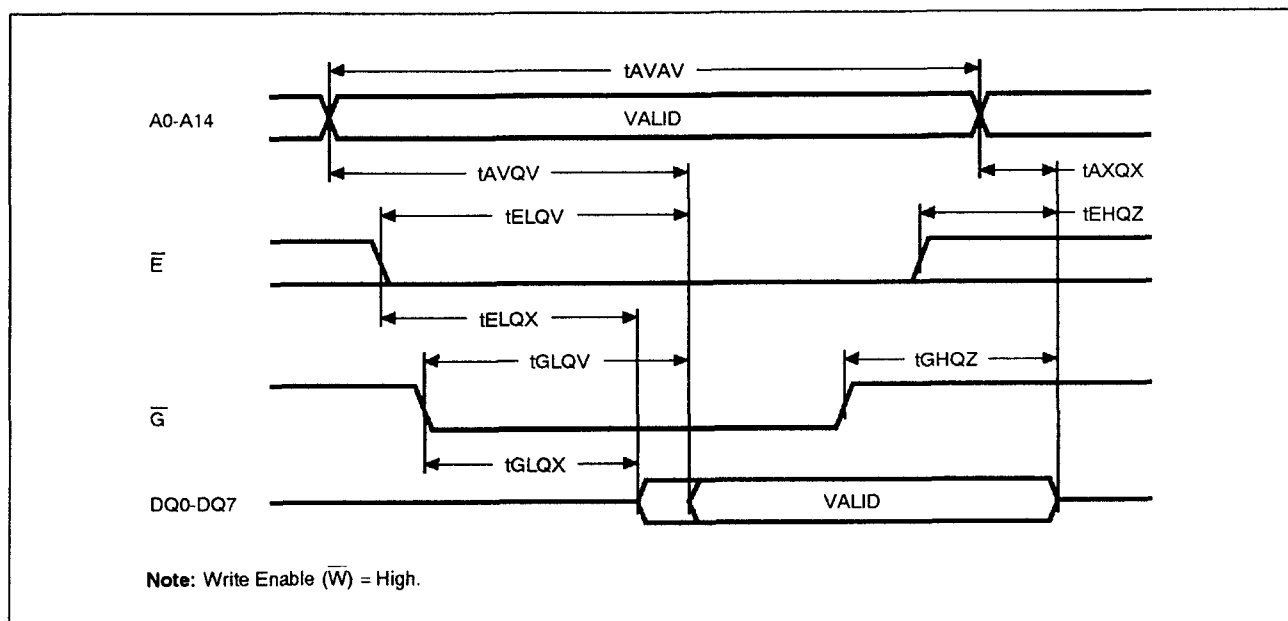 tAVAV
A0-A14
VALID
tAVQV
tAXQX
tELQV
tEHQZ
E̅
tELQX
tGLQV
tGHQZ
G̅
tGLQX
DQ0-DQ7
VALID
Note: Write Enable (W̅) = High.